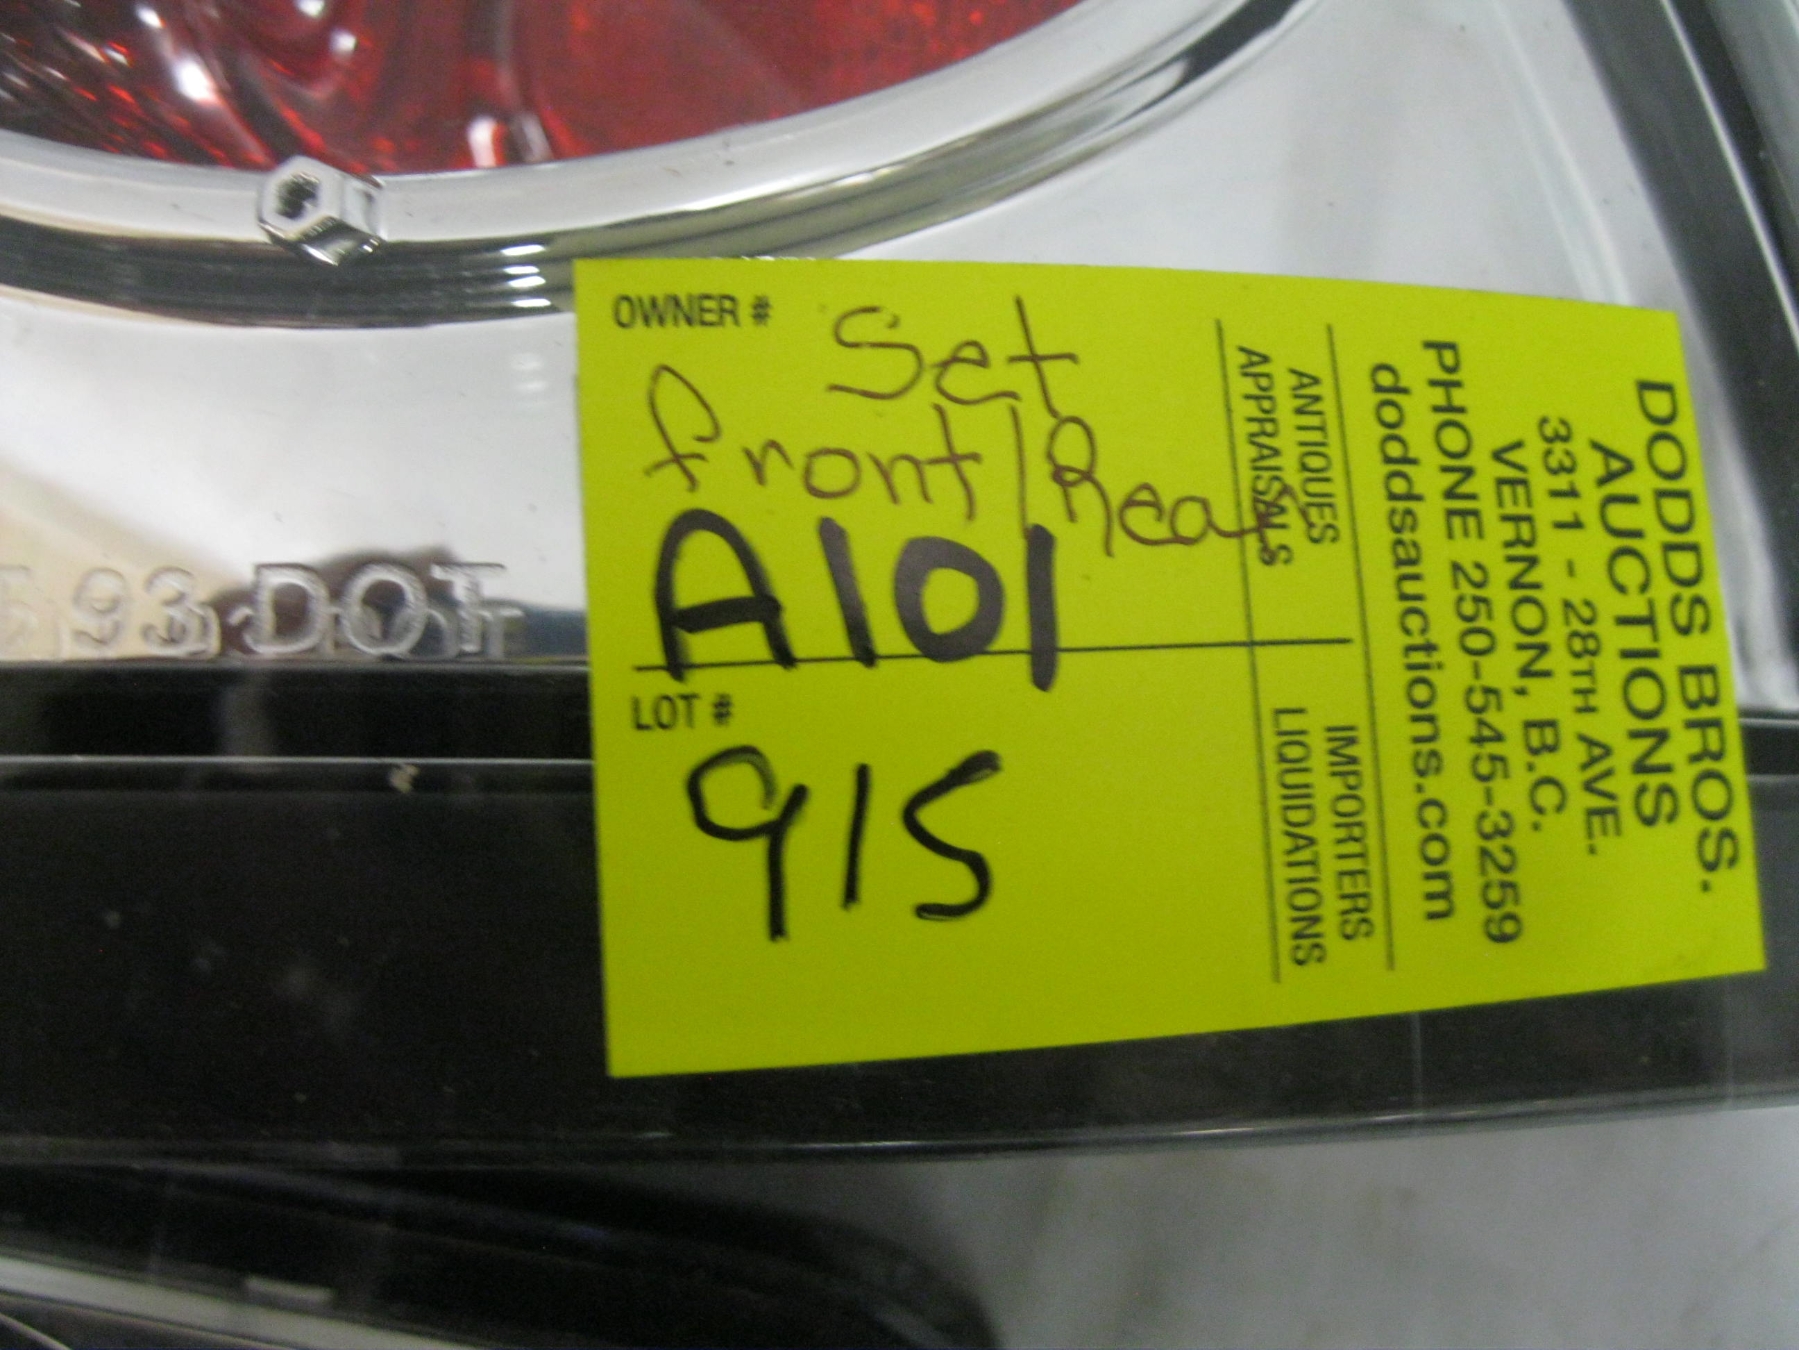 OWNER #
Set
front/Rear
A101
LOT #
915
DODDS BROS.
AUCTIONS
3311 - 28TH AVE.
VERNON, B.C.
PHONE 250-545-3259
doddsauctions.com
ANTIQUES
APPRAISALS
IMPORTERS
LIQUIDATIONS
93 DOT